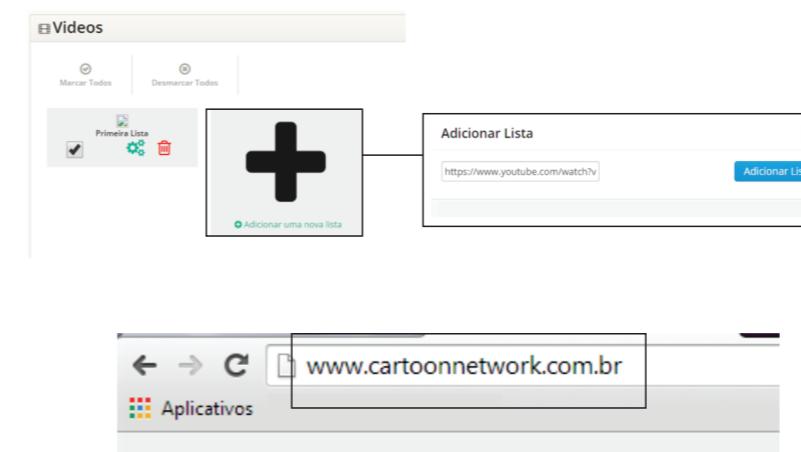 Videos
Marcar Todos
Desmarcar Todos
Primeira Lista
Adicionar uma nova lista
Adicionar Lista
https://www.youtube.com/watch?v
Adicionar Lis
www.cartoonnetwork.com.br
Aplicativos